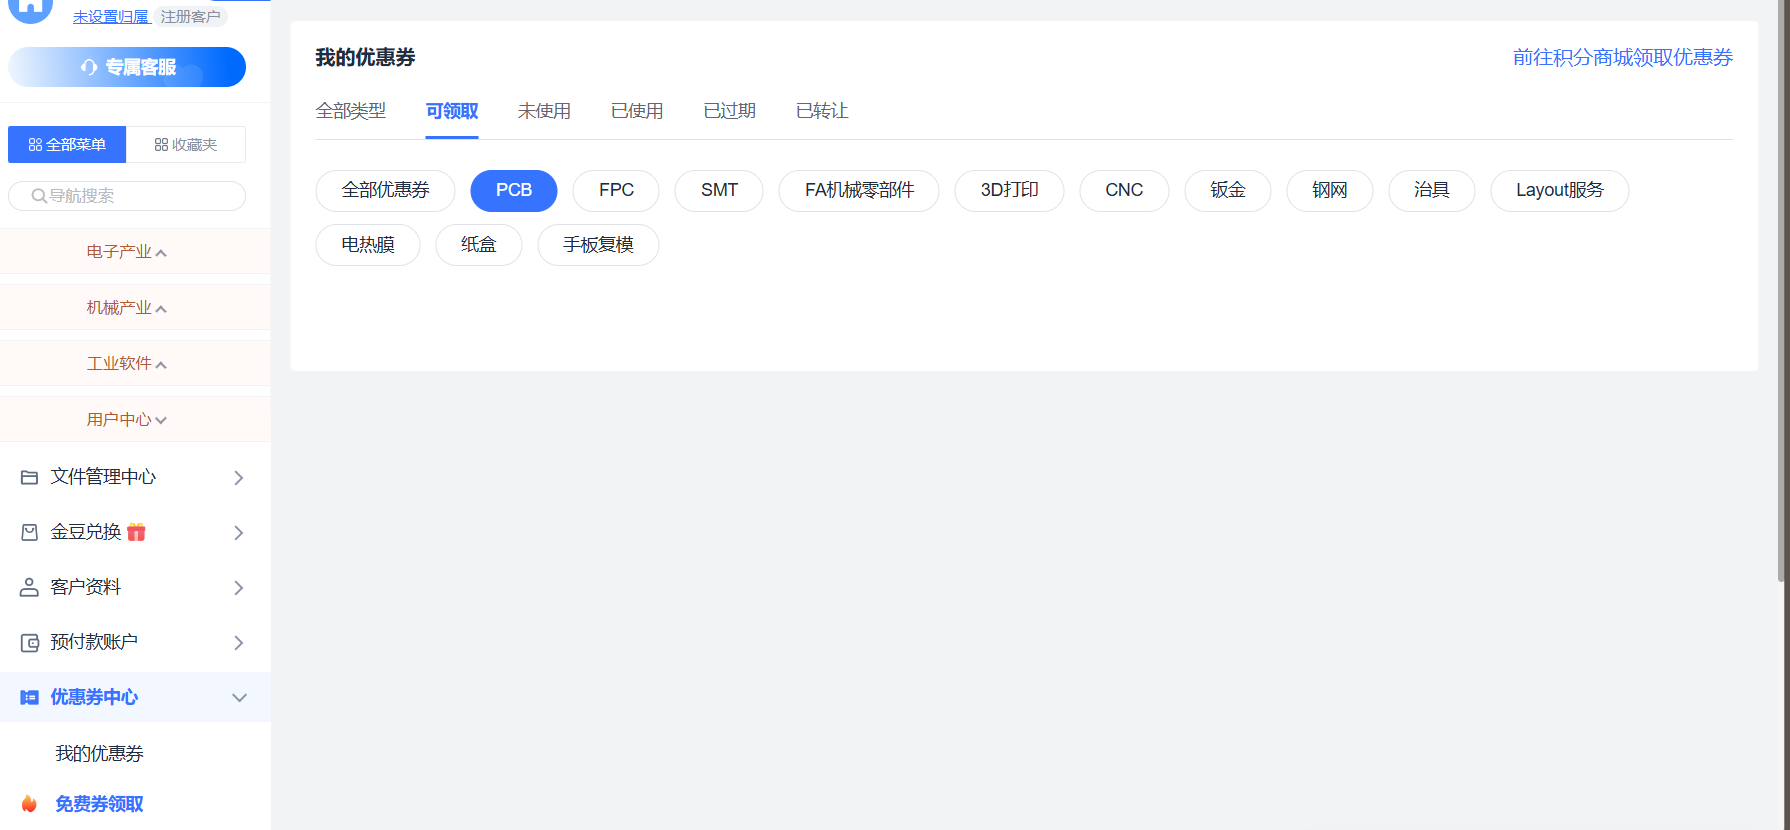 未设置归属 注册客户
专属客服
全部菜单 收藏夹
导航搜索
电子产业
机械产业
工业软件
用户中心
文件管理中心
金豆兑换
客户资料
预付款账户
优惠券中心
我的优惠券
免费券领取
我的优惠券 前往积分商城领取优惠券
全部类型 可领取 未使用 已使用 已过期 已转让
全部优惠券 PCB FPC SMT FA机械零部件 3D打印 CNC 钣金 钢网 治具 Layout服务
电热膜 纸盒 手板复模